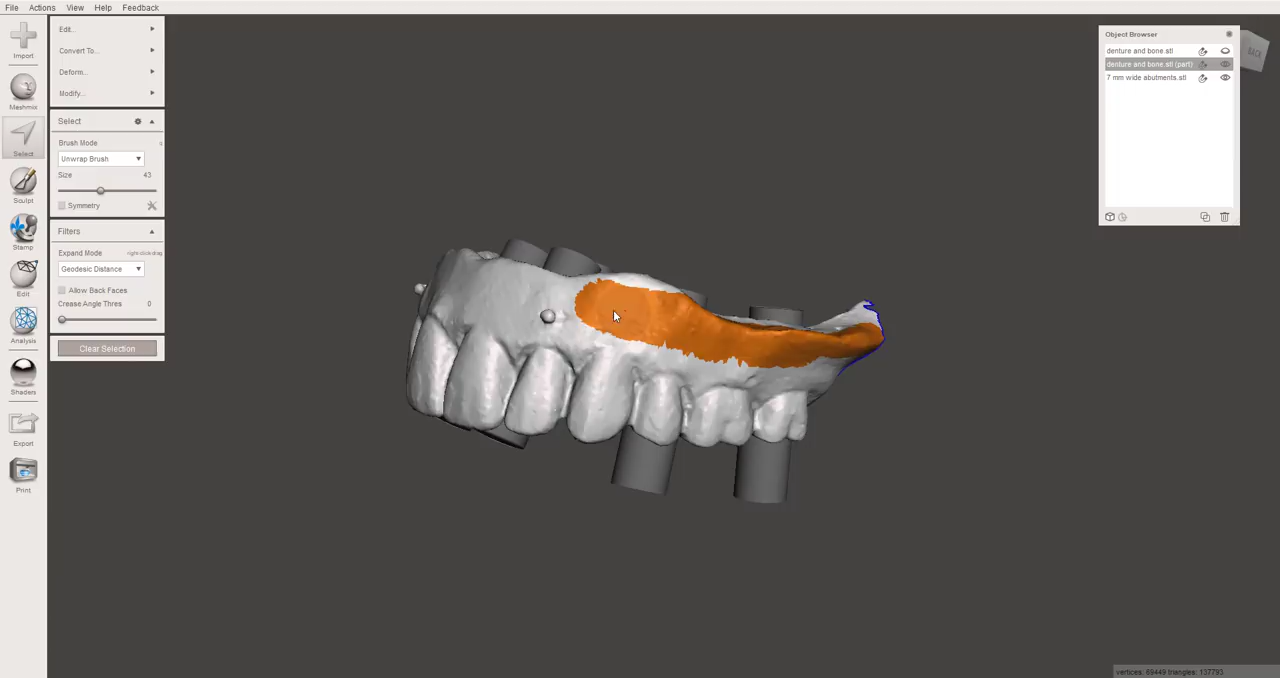 File Actions View Help Feedback
Import
Meshmix
Select
Sculpt
Stamp
Edit
Analysis
Shaders
Export
Print
Edit...
Convert To...
Deform...
Modify...
Select
Brush Mode
Unwrap Brush
Size 43
Symmetry
Filters
Expand Mode right click drag
Geodesic Distance
Allow Back Faces
Crease Angle Thres 0
Clear Selection
Object Browser
denture and bone.stl
denture and bone.stl (part)
7 mm wide abutments.stl
BACK
vertices: 69449 triangles: 137793